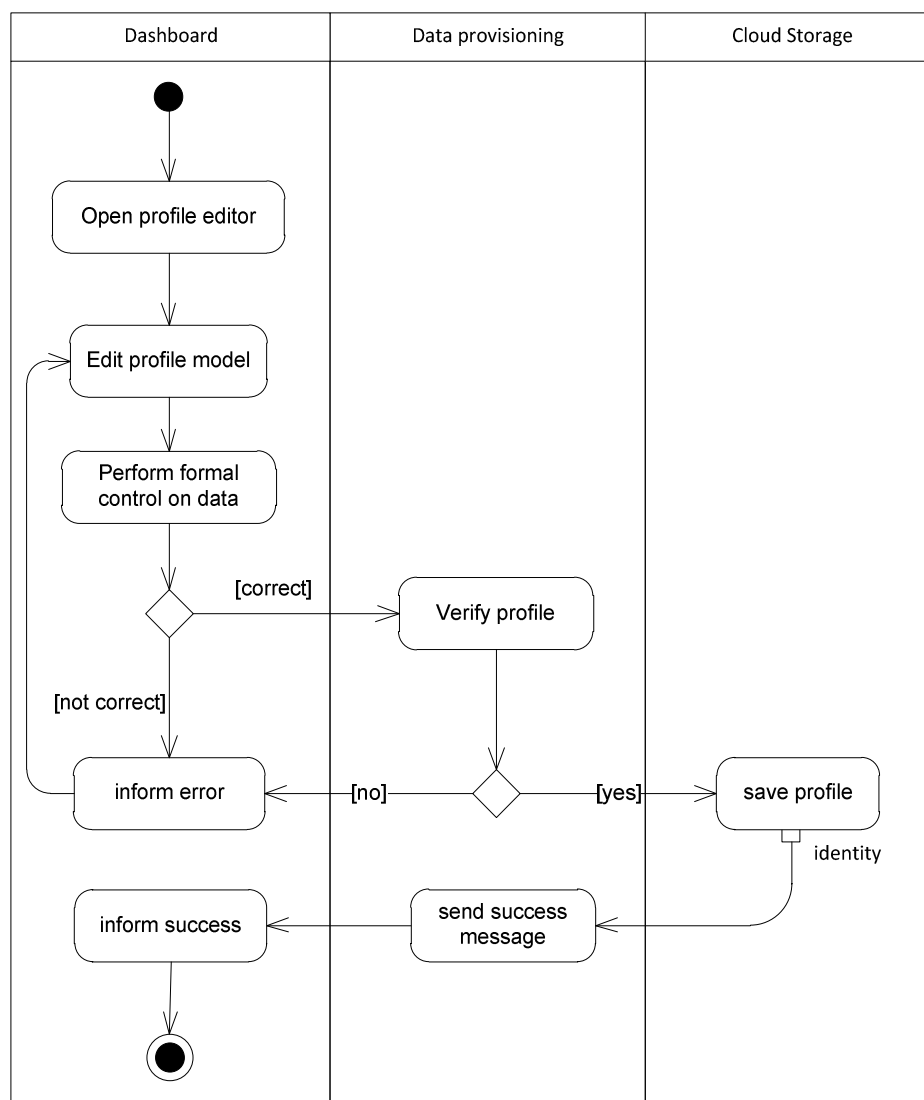 Dashboard
Data provisioning
Cloud Storage
Open profile editor
Edit profile model
Perform formal
control on data
[correct]
Verify profile
[not correct]
inform error
[no]
[yes]
save profile
identity
inform success
send success
message